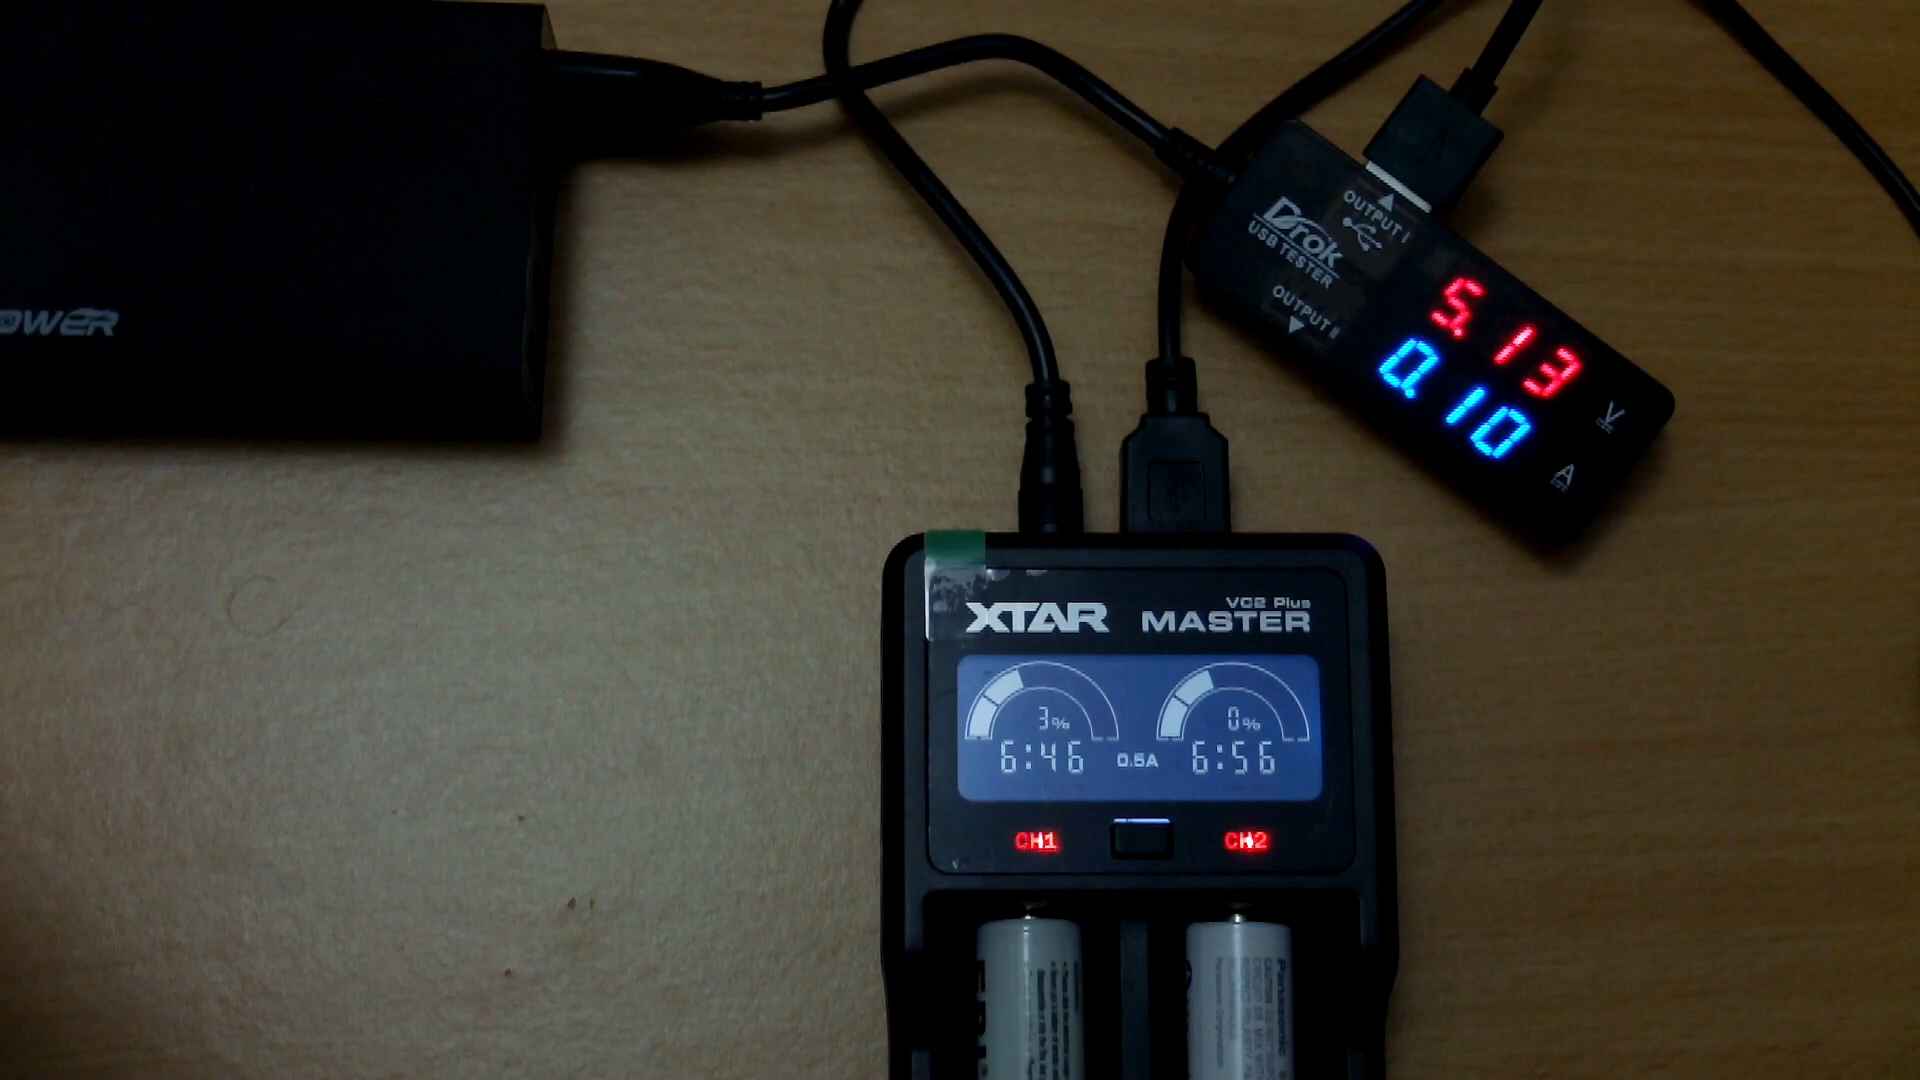 OWER
OUTPUT I
Drok
USB TESTER
OUTPUT II
5.13
V
0.10
A
VC2 Plus
XTAR MASTER
3%
0%
6:46
0.5A
6:56
CH1
CH2
Panasonic